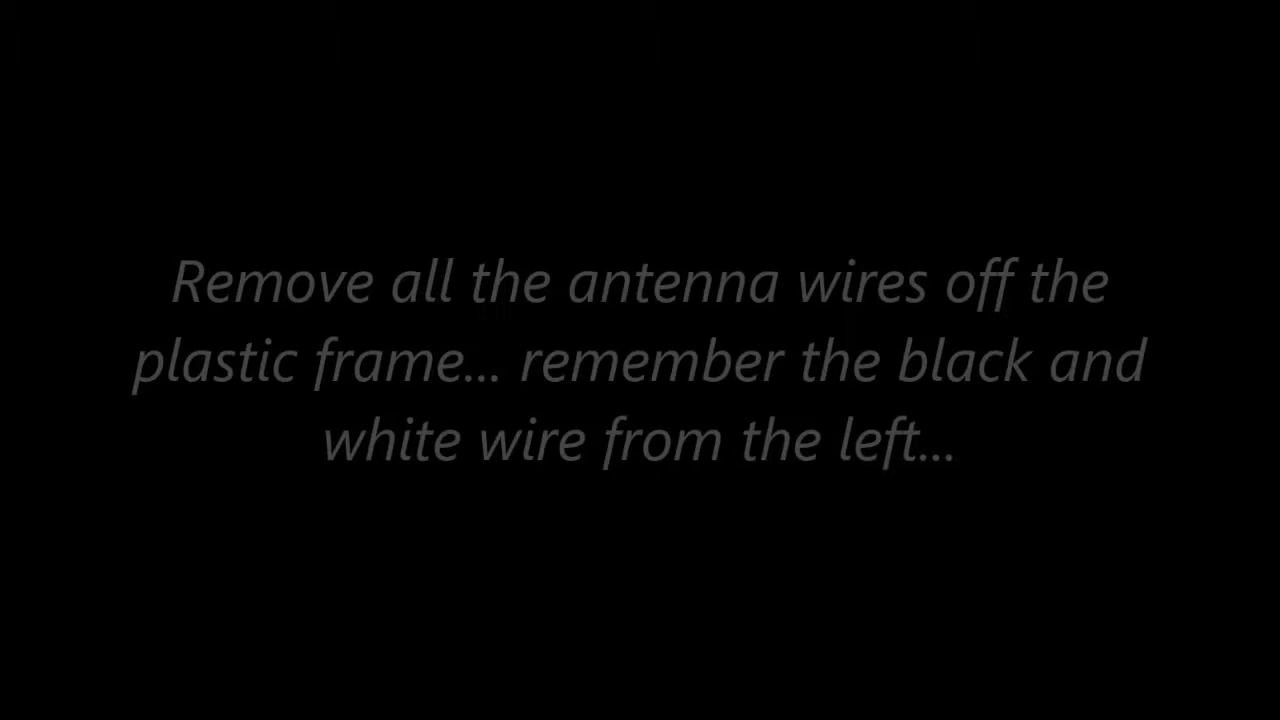 Remove all the antenna wires off the
plastic frame... remember the black and
white wire from the left...